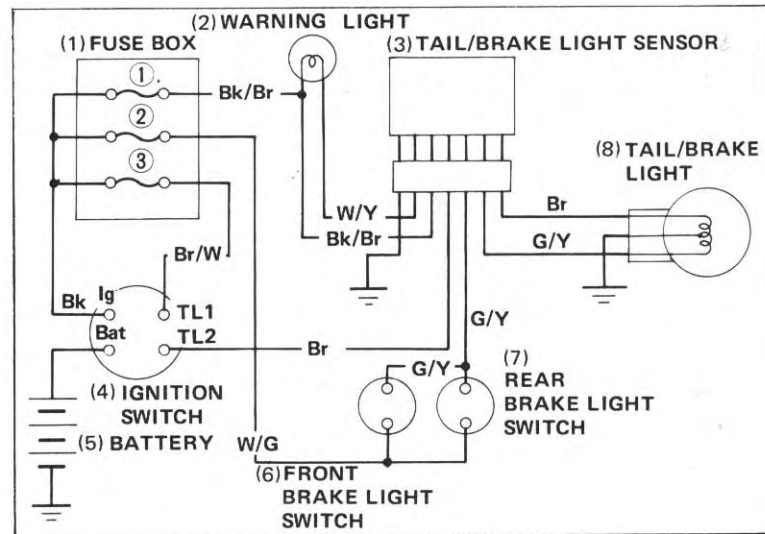 (2) WARNING LIGHT
(1) FUSE BOX
(3) TAIL/BRAKE LIGHT SENSOR
1
Bk/Br
2
3
(8) TAIL/BRAKE
LIGHT
W/Y
Br
Bk/Br
G/Y
Br/W
Bk
Ig
TL1
Bat
TL2
Br
G/Y
G/Y
(7)
REAR
BRAKE LIGHT
SWITCH
(4) IGNITION
SWITCH
(5) BATTERY
W/G
(6) FRONT
BRAKE LIGHT
SWITCH